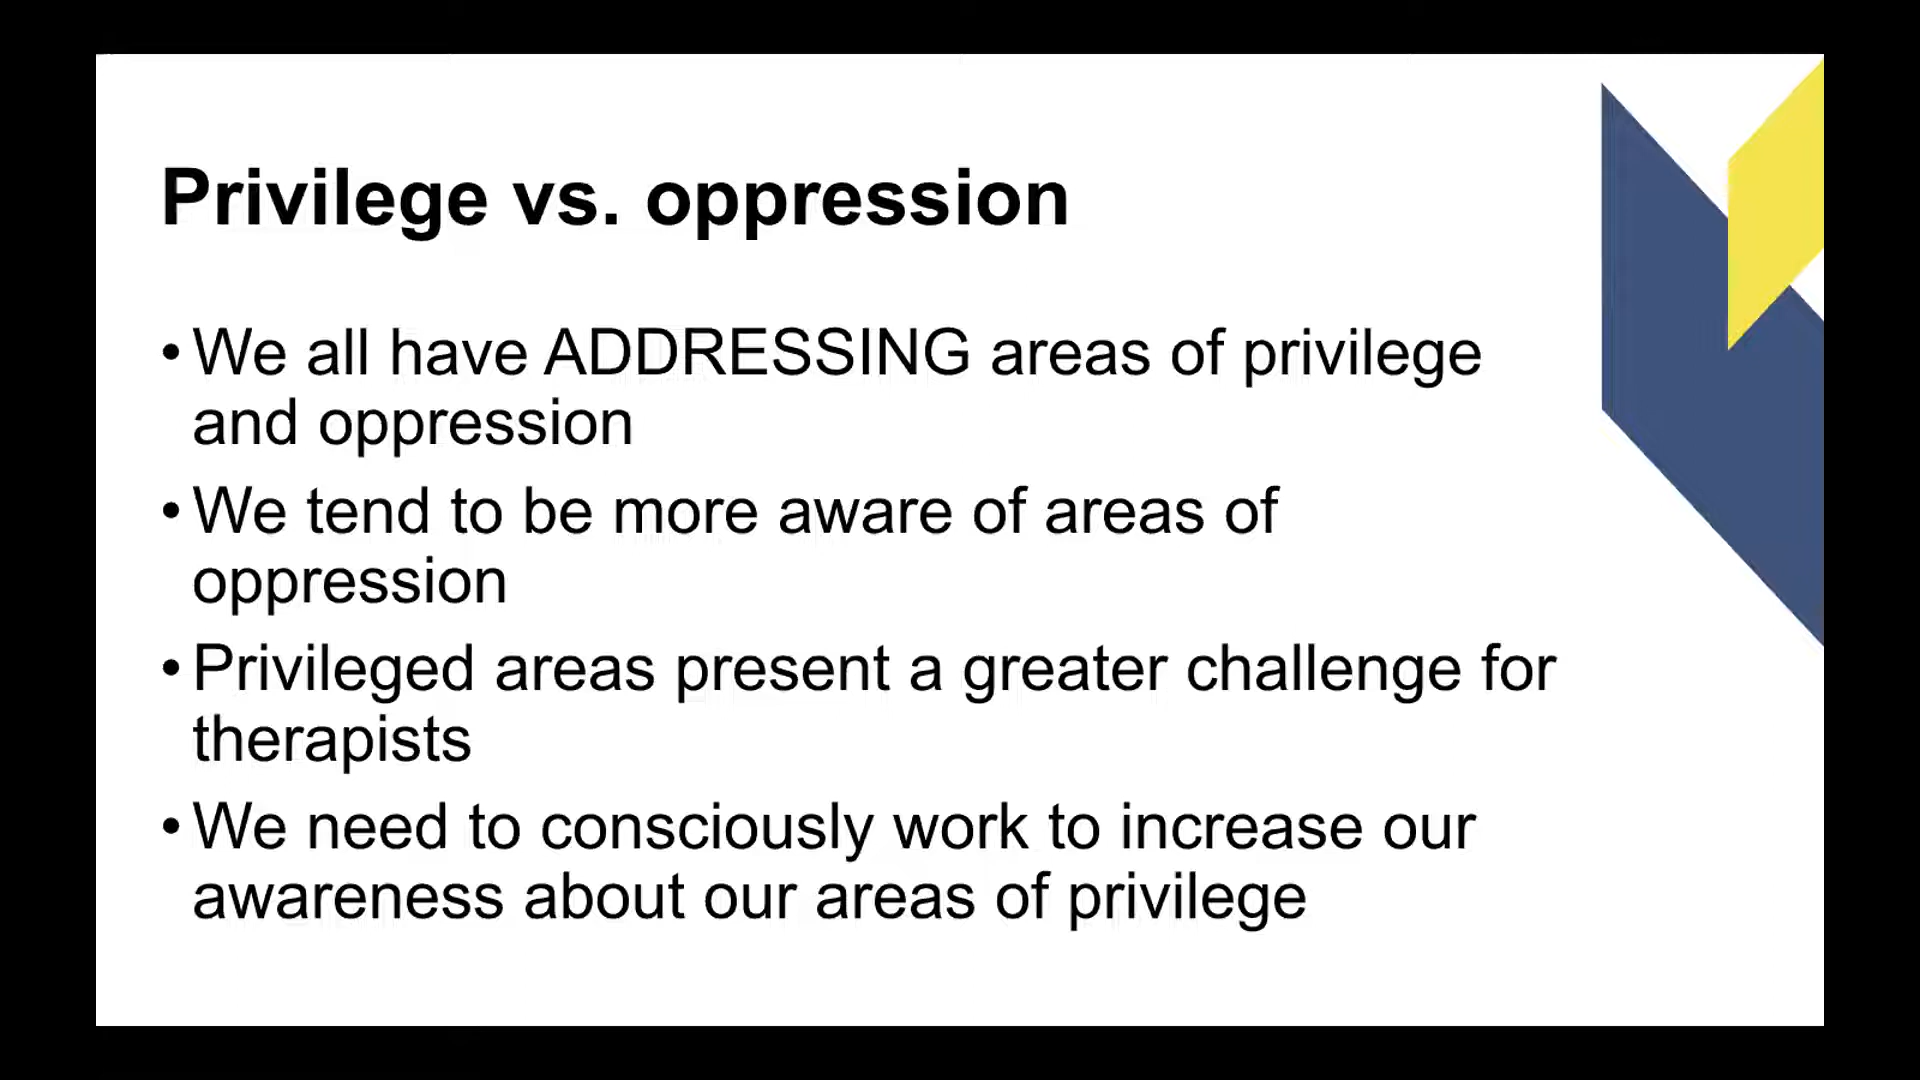 Privilege vs. oppression
• We all have ADDRESSING areas of privilege
and oppression
• We tend to be more aware of areas of
oppression
• Privileged areas present a greater challenge for
therapists
• We need to consciously work to increase our
awareness about our areas of privilege